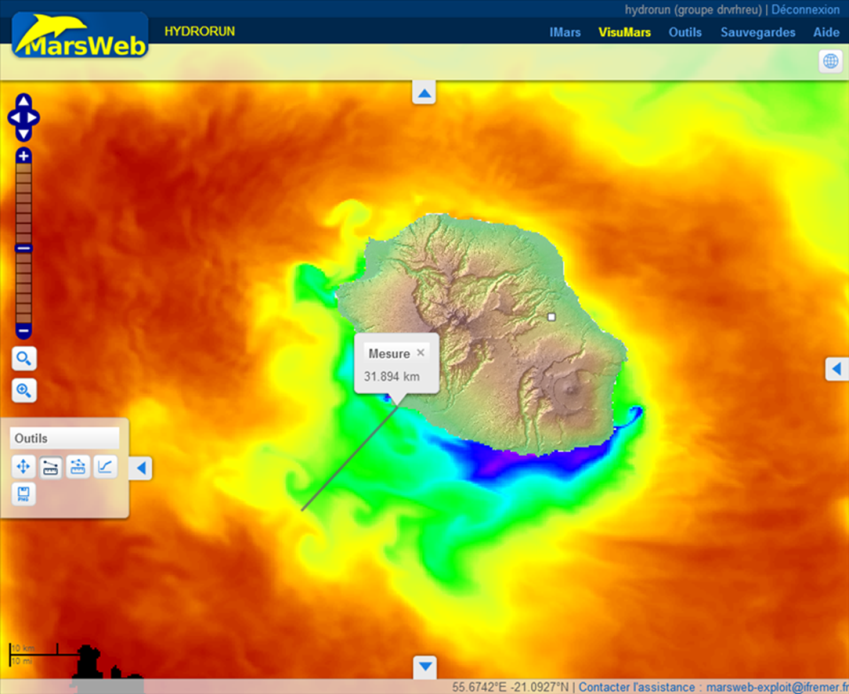 hydrorun (groupe drvrhreu) | Déconnexion
MarsWeb
HYDRORUN
IMars VisuMars Outils Sauvegardes Aide
Mesure ×
31.894 km
Outils
10 km
10 mi
55.6742°E -21.0927°N | Contacter l'assistance : marsweb-exploit@ifremer.fr